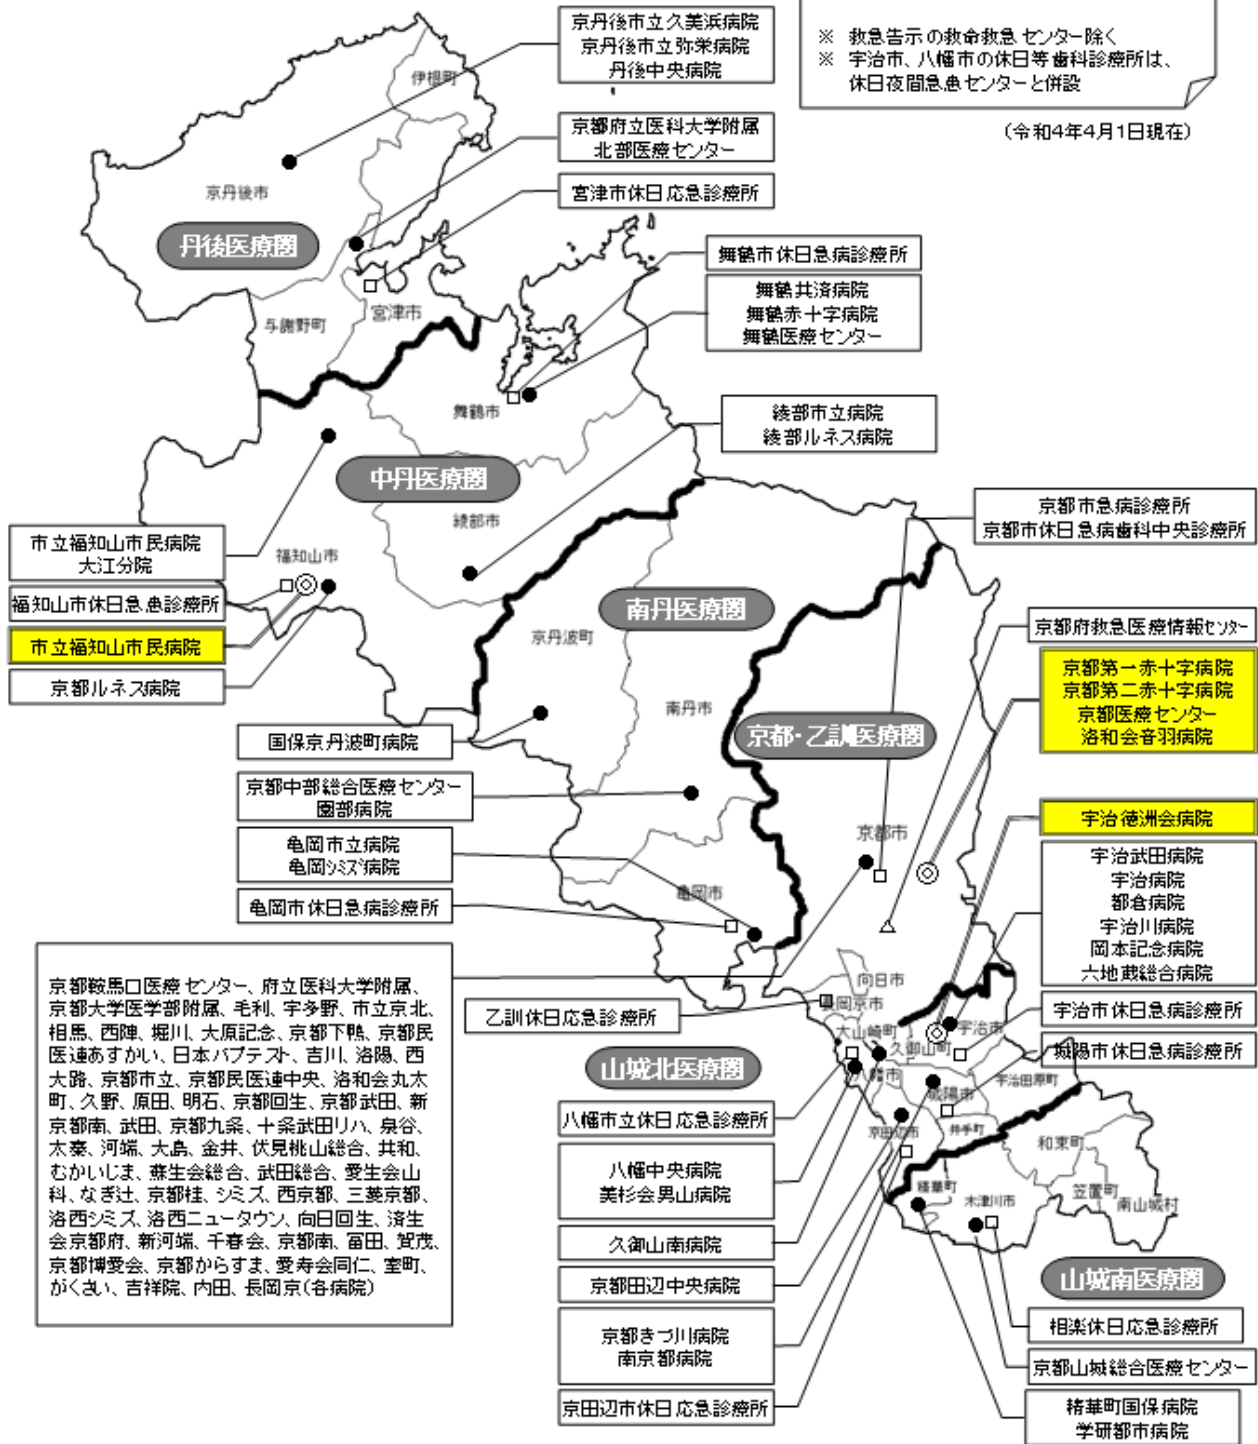 ※ 救急告示の救命救急センター除く
※ 宇治市、八幡市の休日等歯科診療所は、
休日夜間急患センターと併設
(令和4年4月1日現在)
京丹後市立久美浜病院
京丹後市立弥栄病院
丹後中央病院
伊根町
京都府立医科大学附属
北部医療センター
京丹後市
宮津市休日応急診療所
丹後医療圏
舞鶴市休日急病診療所
舞鶴共済病院
舞鶴赤十字病院
舞鶴医療センター
与謝野町
宮津市
舞鶴市
綾部市立病院
綾部ルネス病院
中丹医療圏
綾部市
京都市急病診療所
京都市休日急病歯科中央診療所
市立福知山市民病院
大江分院
福知山市
福知山市休日急患診療所
市立福知山市民病院
京都ルネス病院
南丹医療圏
京丹波町
京都府救急医療情報センター
京都第一赤十字病院
京都第二赤十字病院
京都医療センター
洛和会音羽病院
南丹市
京都・乙訓医療圏
国保京丹波町病院
京都中部総合医療センター
園部病院
宇治徳洲会病院
京都市
亀岡市立病院
亀岡シミズ病院
亀岡市
亀岡市休日急病診療所
宇治武田病院
宇治病院
都倉病院
宇治川病院
岡本記念病院
六地蔵総合病院
京都鞍馬口医療センター、府立医科大学附属、
京都大学医学部附属、毛利、宇多野、市立京北、
相馬、西陣、堀川、大原記念、京都下鴨、京都民
医連あすかい、日本バプテスト、吉川、洛陽、西
大路、京都市立、京都民医連中央、洛和会丸太
町、久野、原田、明石、京都回生、京都武田、新
京都南、武田、京都九条、十条武田リハ、泉谷、
太秦、河端、大島、金井、伏見桃山総合、共和、
むかいじま、蘇生会総合、武田総合、愛生会山
科、なぎ辻、京都桂、シミズ、西京都、三菱京都、
洛西シミズ、洛西ニュータウン、向日回生、済生
会京都府、新河端、千春会、京都南、冨田、賀茂、
京都博愛会、京都からすま、愛寿会同仁、室町、
がくさい、吉祥院、内田、長岡京(各病院)
向日市
長岡京市
乙訓休日応急診療所
大山崎町
久御山町
宇治市
宇治市休日急病診療所
城陽市休日急病診療所
山城北医療圏
八幡市
城陽市
宇治田原町
八幡市立休日応急診療所
京田辺市
井手町
和束町
八幡中央病院
美杉会男山病院
精華町
木津川市
笠置町
南山城村
久御山南病院
京都田辺中央病院
山城南医療圏
京都きづ川病院
南京都病院
相楽休日応急診療所
京都山城総合医療センター
京田辺市休日応急診療所
精華町国保病院
学研都市病院